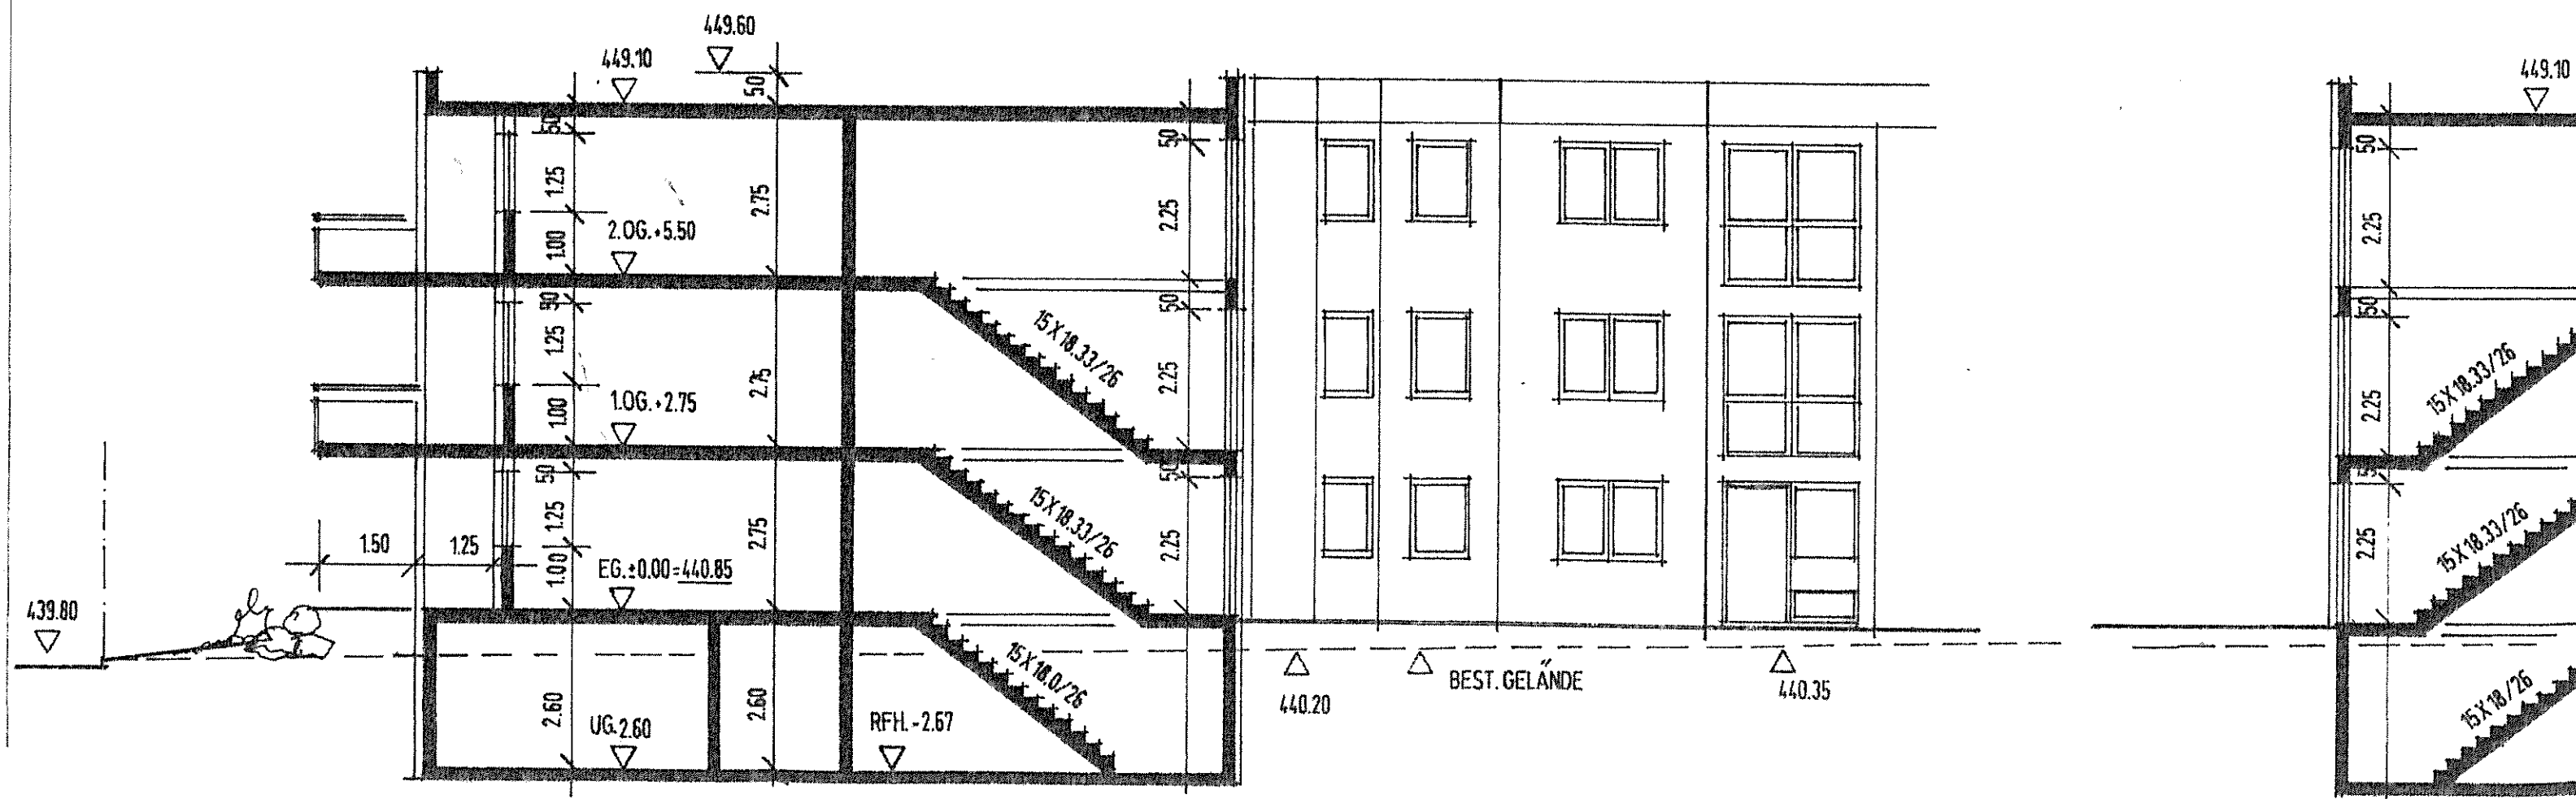 449.60
449.10
50
449.10
50
50
50
1.25
2.75
2.25
2.25
1.00
2.OG.+5.50
50
50
50
1.25
2.75
15X18.33/26
2.25
15X18.33/26
2.25
1.00
1.OG.+2.75
50
50
50
1.50
1.25
1.25
2.75
15X18.33/26
2.25
15X18.33/26
2.25
1.00
EG.±0.00=440.85
439.80
2.60
UG.-2.60
2.60
RFH.-2.67
15X18.0/26
440.20
BEST. GELÄNDE
440.35
15X18/26